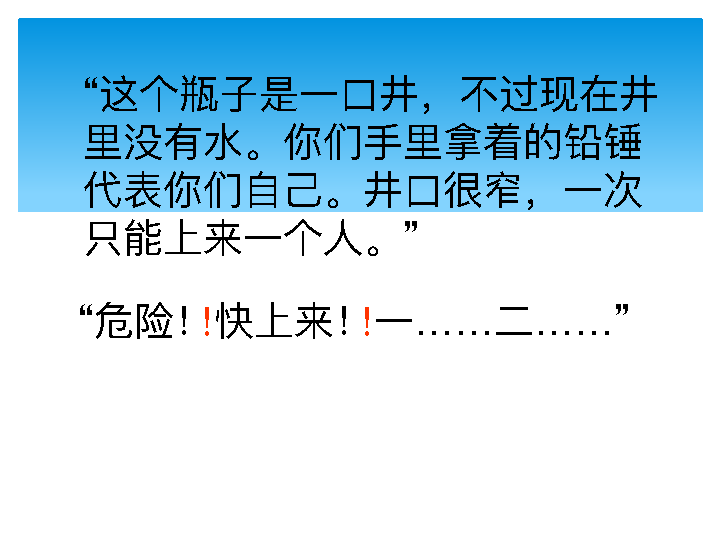 “这个瓶子是一口井，不过现在井
里没有水。你们手里拿着的铅锤
代表你们自己。井口很窄，一次
只能上来一个人。”
“危险！！快上来！！一……二……”